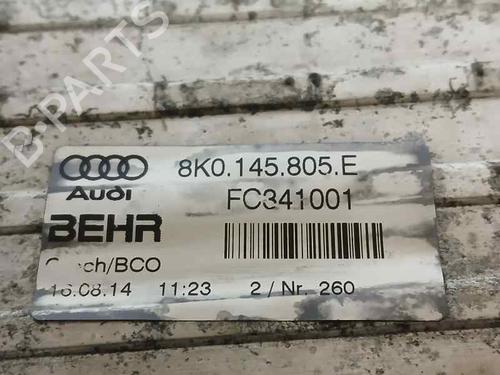 B-PARTS
8K0.145.805.E
Audi
FC341001
BEHR
Czech/BCO
16.08.14 11:23 2/Nr. 260